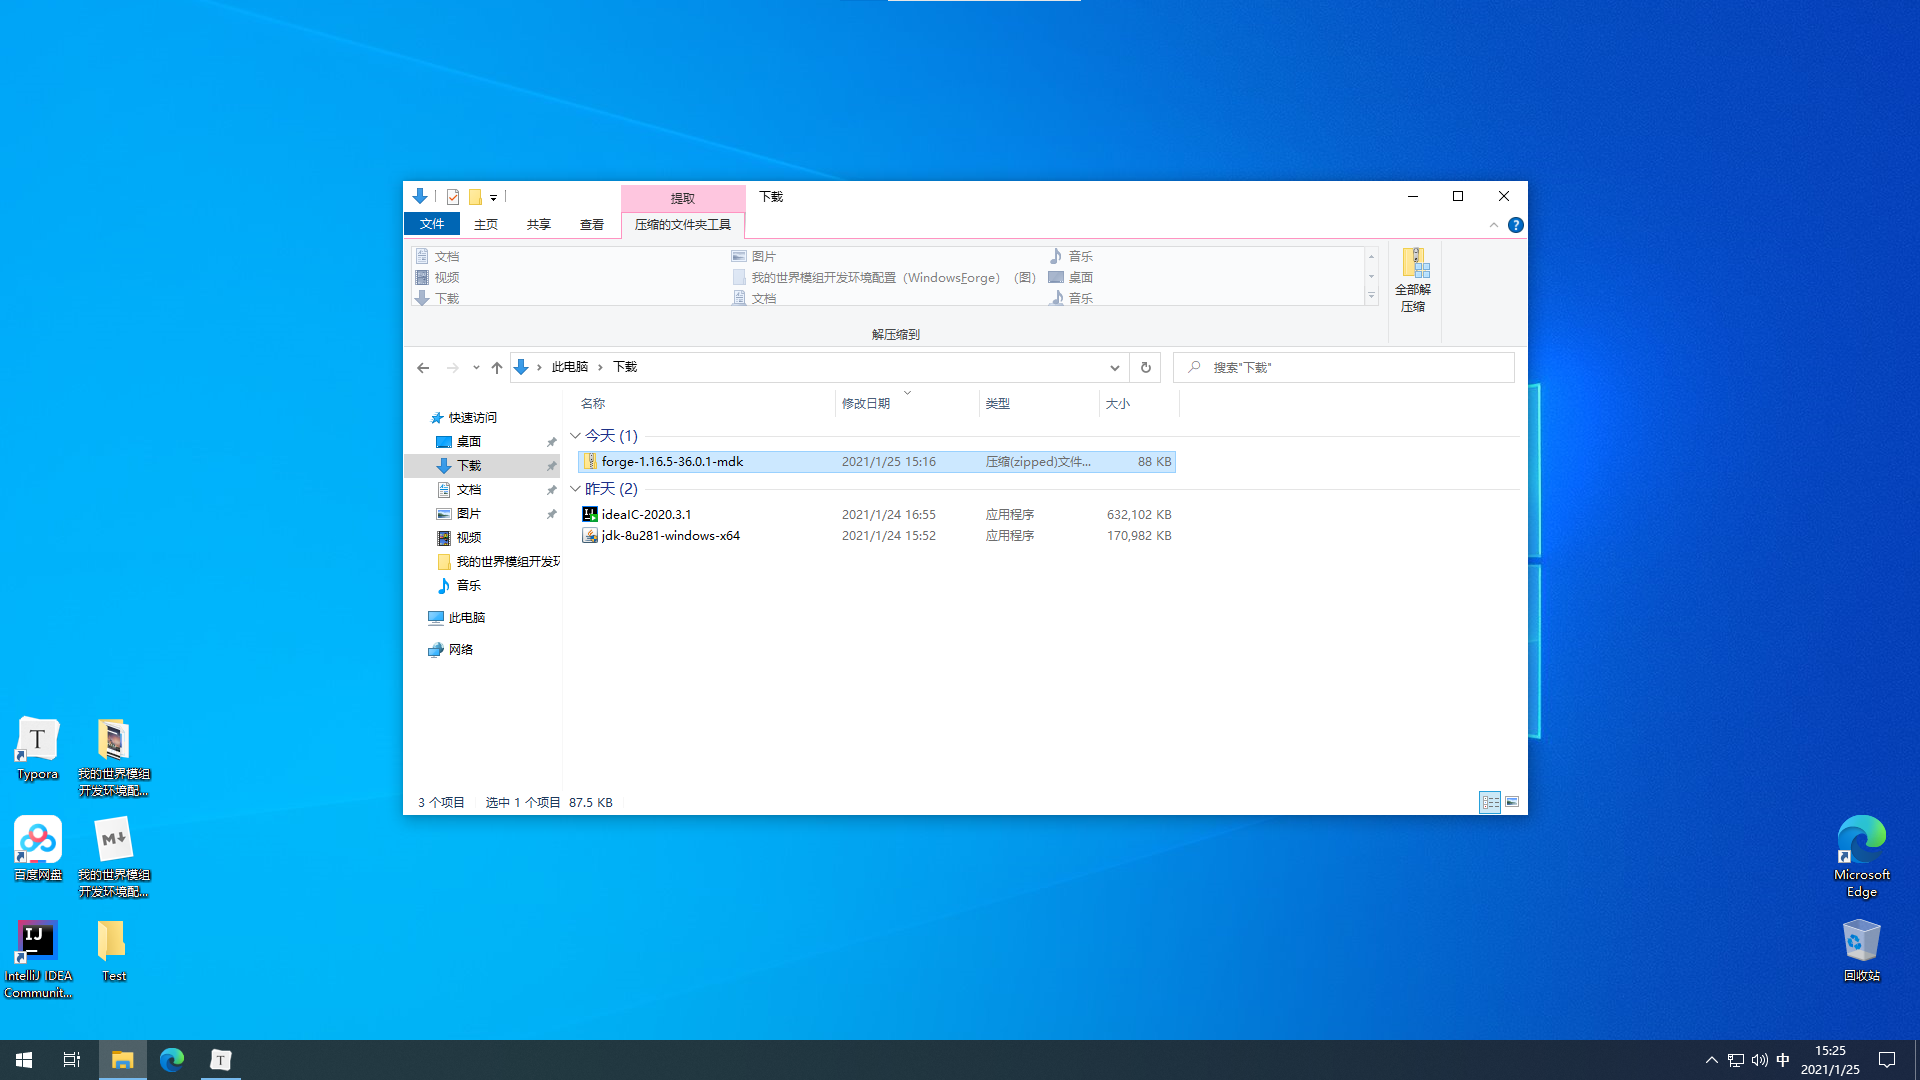 提取
下载
文件
主页
共享
查看
压缩的文件夹工具
文档
图片
音乐
视频
我的世界模组开发环境配置（WindowsForge）（图）
桌面
下载
文档
音乐
全部解
压缩
解压缩到
此电脑
下载
搜索"下载"
名称
修改日期
类型
大小
快速访问
桌面
下载
文档
图片
视频
我的世界模组开发环
音乐
此电脑
网络
今天 (1)
forge-1.16.5-36.0.1-mdk
2021/1/25 15:16
压缩(zipped)文件...
88 KB
昨天 (2)
ideaIC-2020.3.1
2021/1/24 16:55
应用程序
632,102 KB
jdk-8u281-windows-x64
2021/1/24 15:52
应用程序
170,982 KB
3 个项目
选中 1 个项目 87.5 KB
T
Typora
我的世界模组
开发环境配...
百度网盘
M
我的世界模组
开发环境配...
IJ
IntelliJ IDEA
Communit...
Test
Microsoft
Edge
回收站
T
中
15:25
2021/1/25